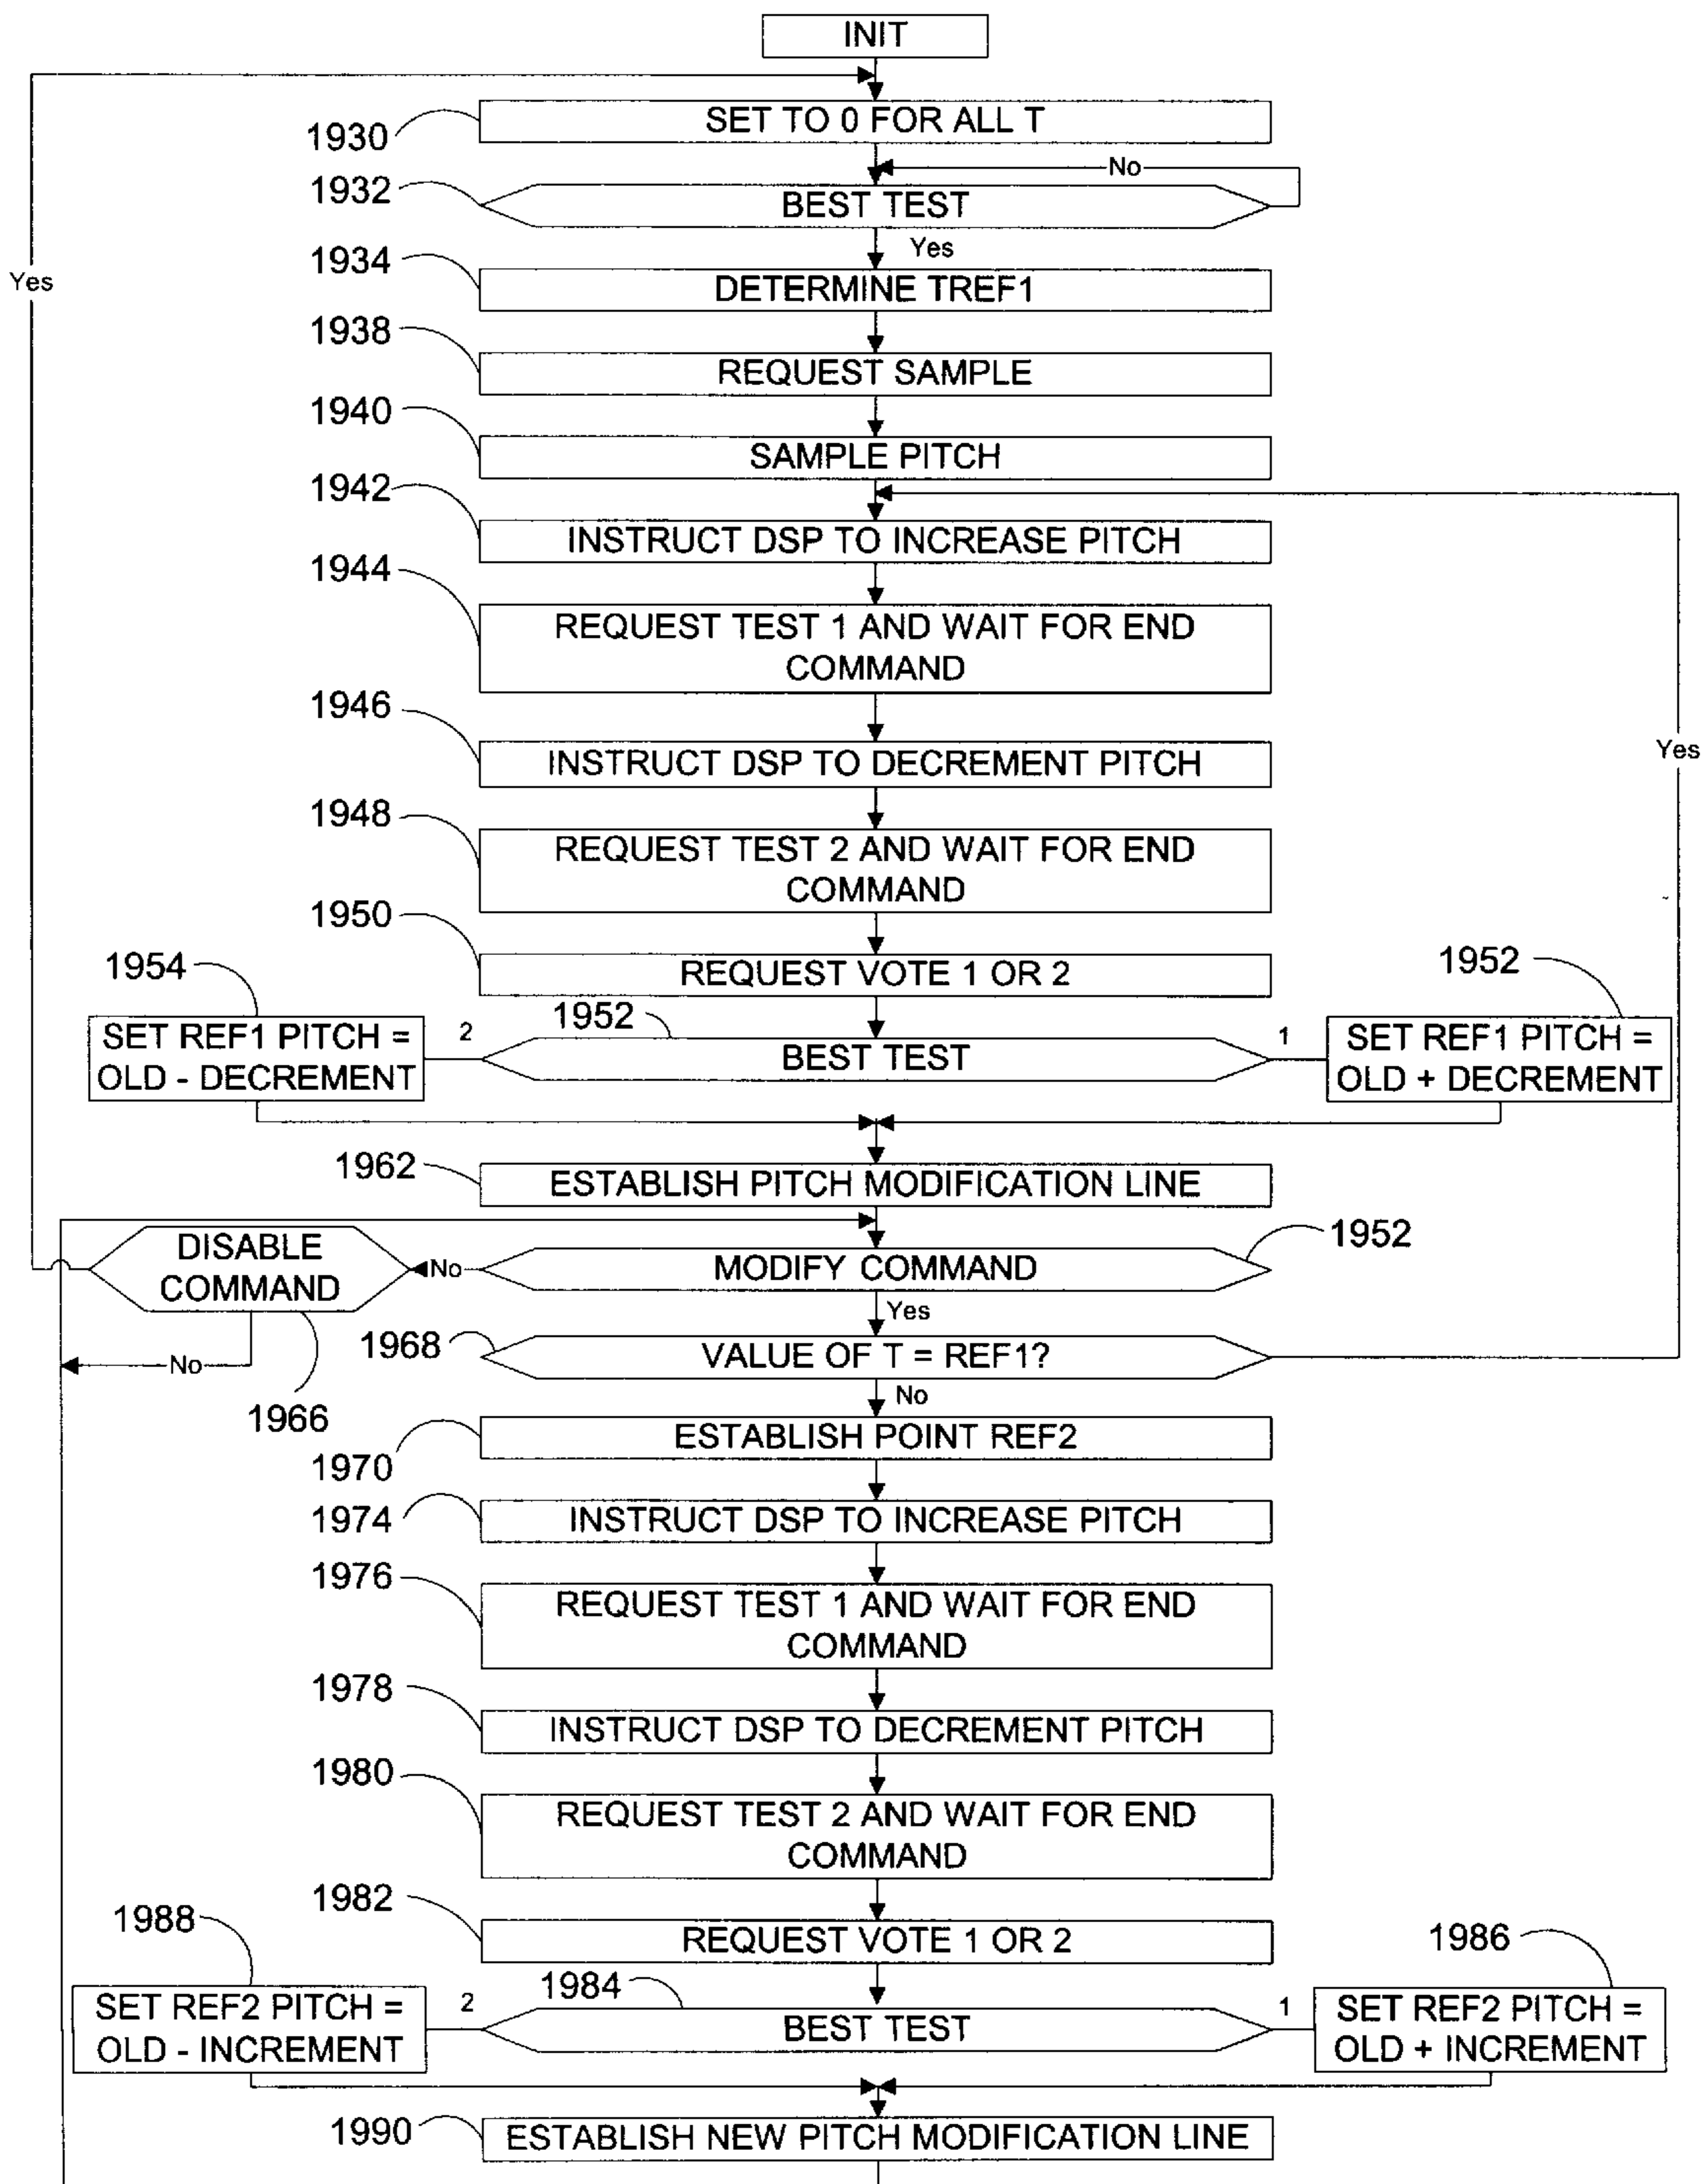 INIT
1930
SET TO 0 FOR ALL T
No
1932
BEST TEST
Yes
Yes
1934
DETERMINE TREF1
1938
REQUEST SAMPLE
1940
SAMPLE PITCH
1942
INSTRUCT DSP TO INCREASE PITCH
1944
REQUEST TEST 1 AND WAIT FOR END
COMMAND
1946
INSTRUCT DSP TO DECREMENT PITCH
Yes
1948
REQUEST TEST 2 AND WAIT FOR END
COMMAND
1950
REQUEST VOTE 1 OR 2
1954
SET REF1 PITCH =
OLD - DECREMENT
2
1952
BEST TEST
1
1952
SET REF1 PITCH =
OLD + DECREMENT
1962
ESTABLISH PITCH MODIFICATION LINE
DISABLE
COMMAND
No
MODIFY COMMAND
1952
Yes
No
1966
1968
VALUE OF T = REF1?
No
1970
ESTABLISH POINT REF2
1974
INSTRUCT DSP TO INCREASE PITCH
1976
REQUEST TEST 1 AND WAIT FOR END
COMMAND
1978
INSTRUCT DSP TO DECREMENT PITCH
1980
REQUEST TEST 2 AND WAIT FOR END
COMMAND
1982
REQUEST VOTE 1 OR 2
1988
SET REF2 PITCH =
OLD - INCREMENT
2
1984
BEST TEST
1
1986
SET REF2 PITCH =
OLD + INCREMENT
1990
ESTABLISH NEW PITCH MODIFICATION LINE